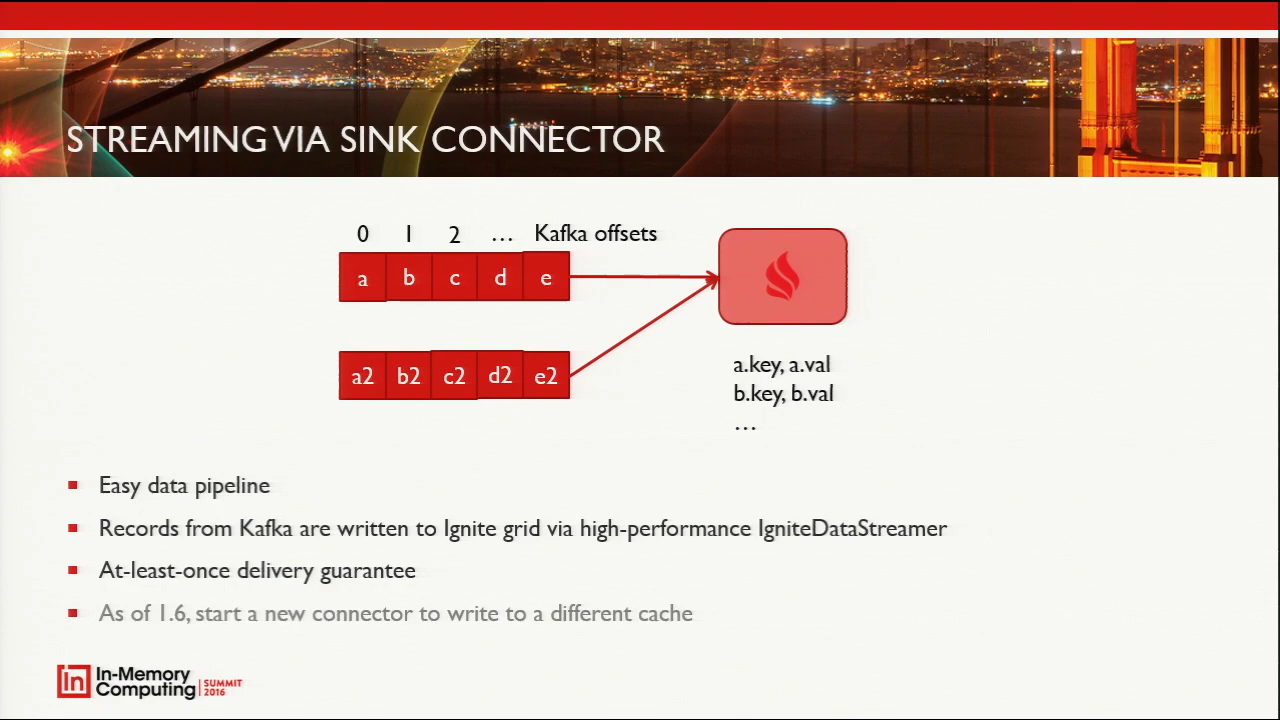 STREAMING VIA SINK CONNECTOR
0 1 2 … Kafka offsets
a b c d e
a2 b2 c2 d2 e2
a.key, a.val
b.key, b.val
…
Easy data pipeline
Records from Kafka are written to Ignite grid via high-performance IgniteDataStreamer
At-least-once delivery guarantee
As of 1.6, start a new connector to write to a different cache
in In-Memory
Computing
SUMMIT
2016